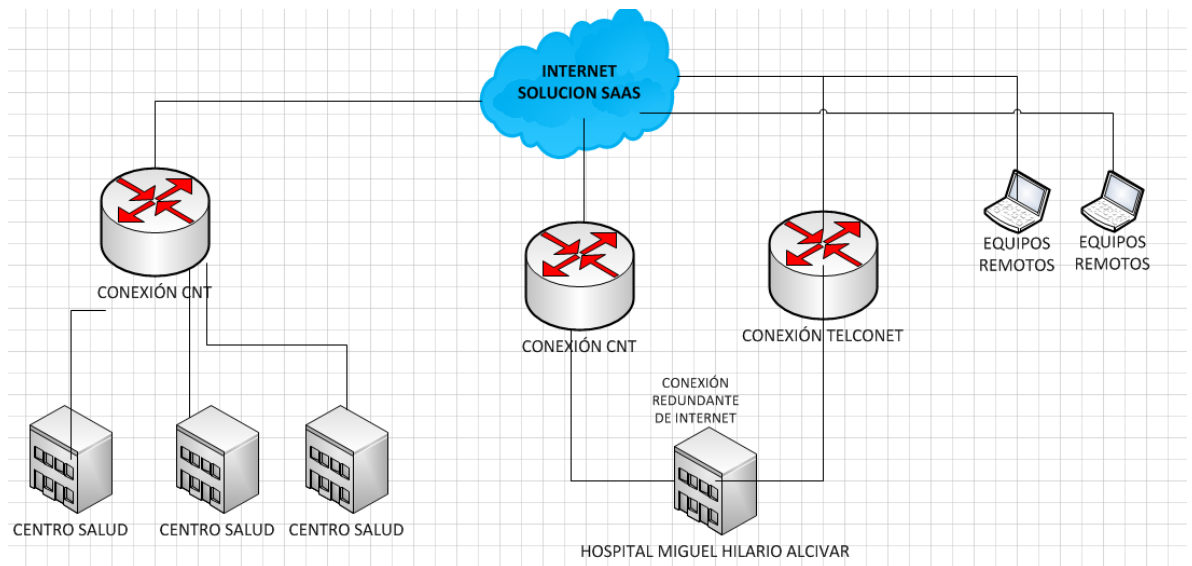 INTERNET
SOLUCION SAAS
EQUIPOS
REMOTOS
EQUIPOS
REMOTOS
CONEXIÓN CNT
CONEXIÓN CNT
CONEXIÓN TELCONET
CONEXIÓN
REDUNDANTE
DE INTERNET
CENTRO SALUD
CENTRO SALUD
CENTRO SALUD
HOSPITAL MIGUEL HILARIO ALCIVAR